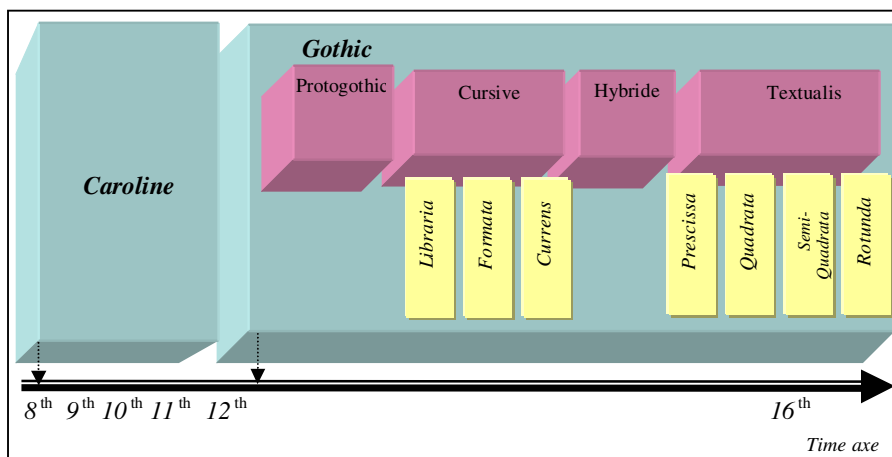 Gothic
Protogothic
Cursive
Hybride
Textualis
Caroline
Libraria
Formata
Currens
Prescissa
Quadrata
Semi-
Quadrata
Rotunda
8th 9th 10th 11th 12th 16th
Time axe